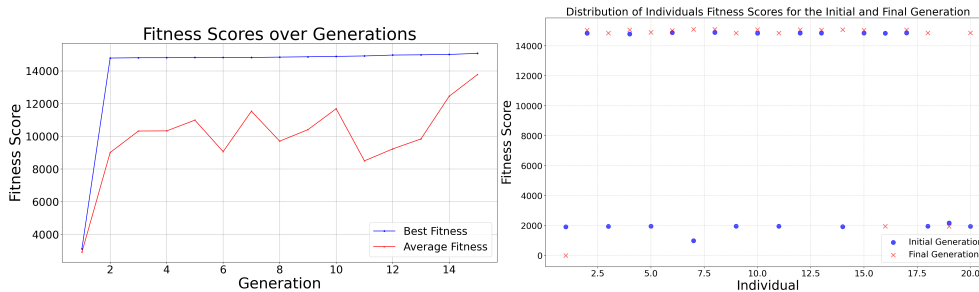 Fitness Scores over Generations
Fitness Score
14000
12000
10000
8000
6000
4000
2
4
6
8
10
12
14
Generation
Best Fitness
Average Fitness
Distribution of Individuals Fitness Scores for the Initial and Final Generation
Fitness Score
14000
12000
10000
8000
6000
4000
2000
0
2.5
5.0
7.5
10.0
12.5
15.0
17.5
20.0
Individual
Initial Generation
Final Generation